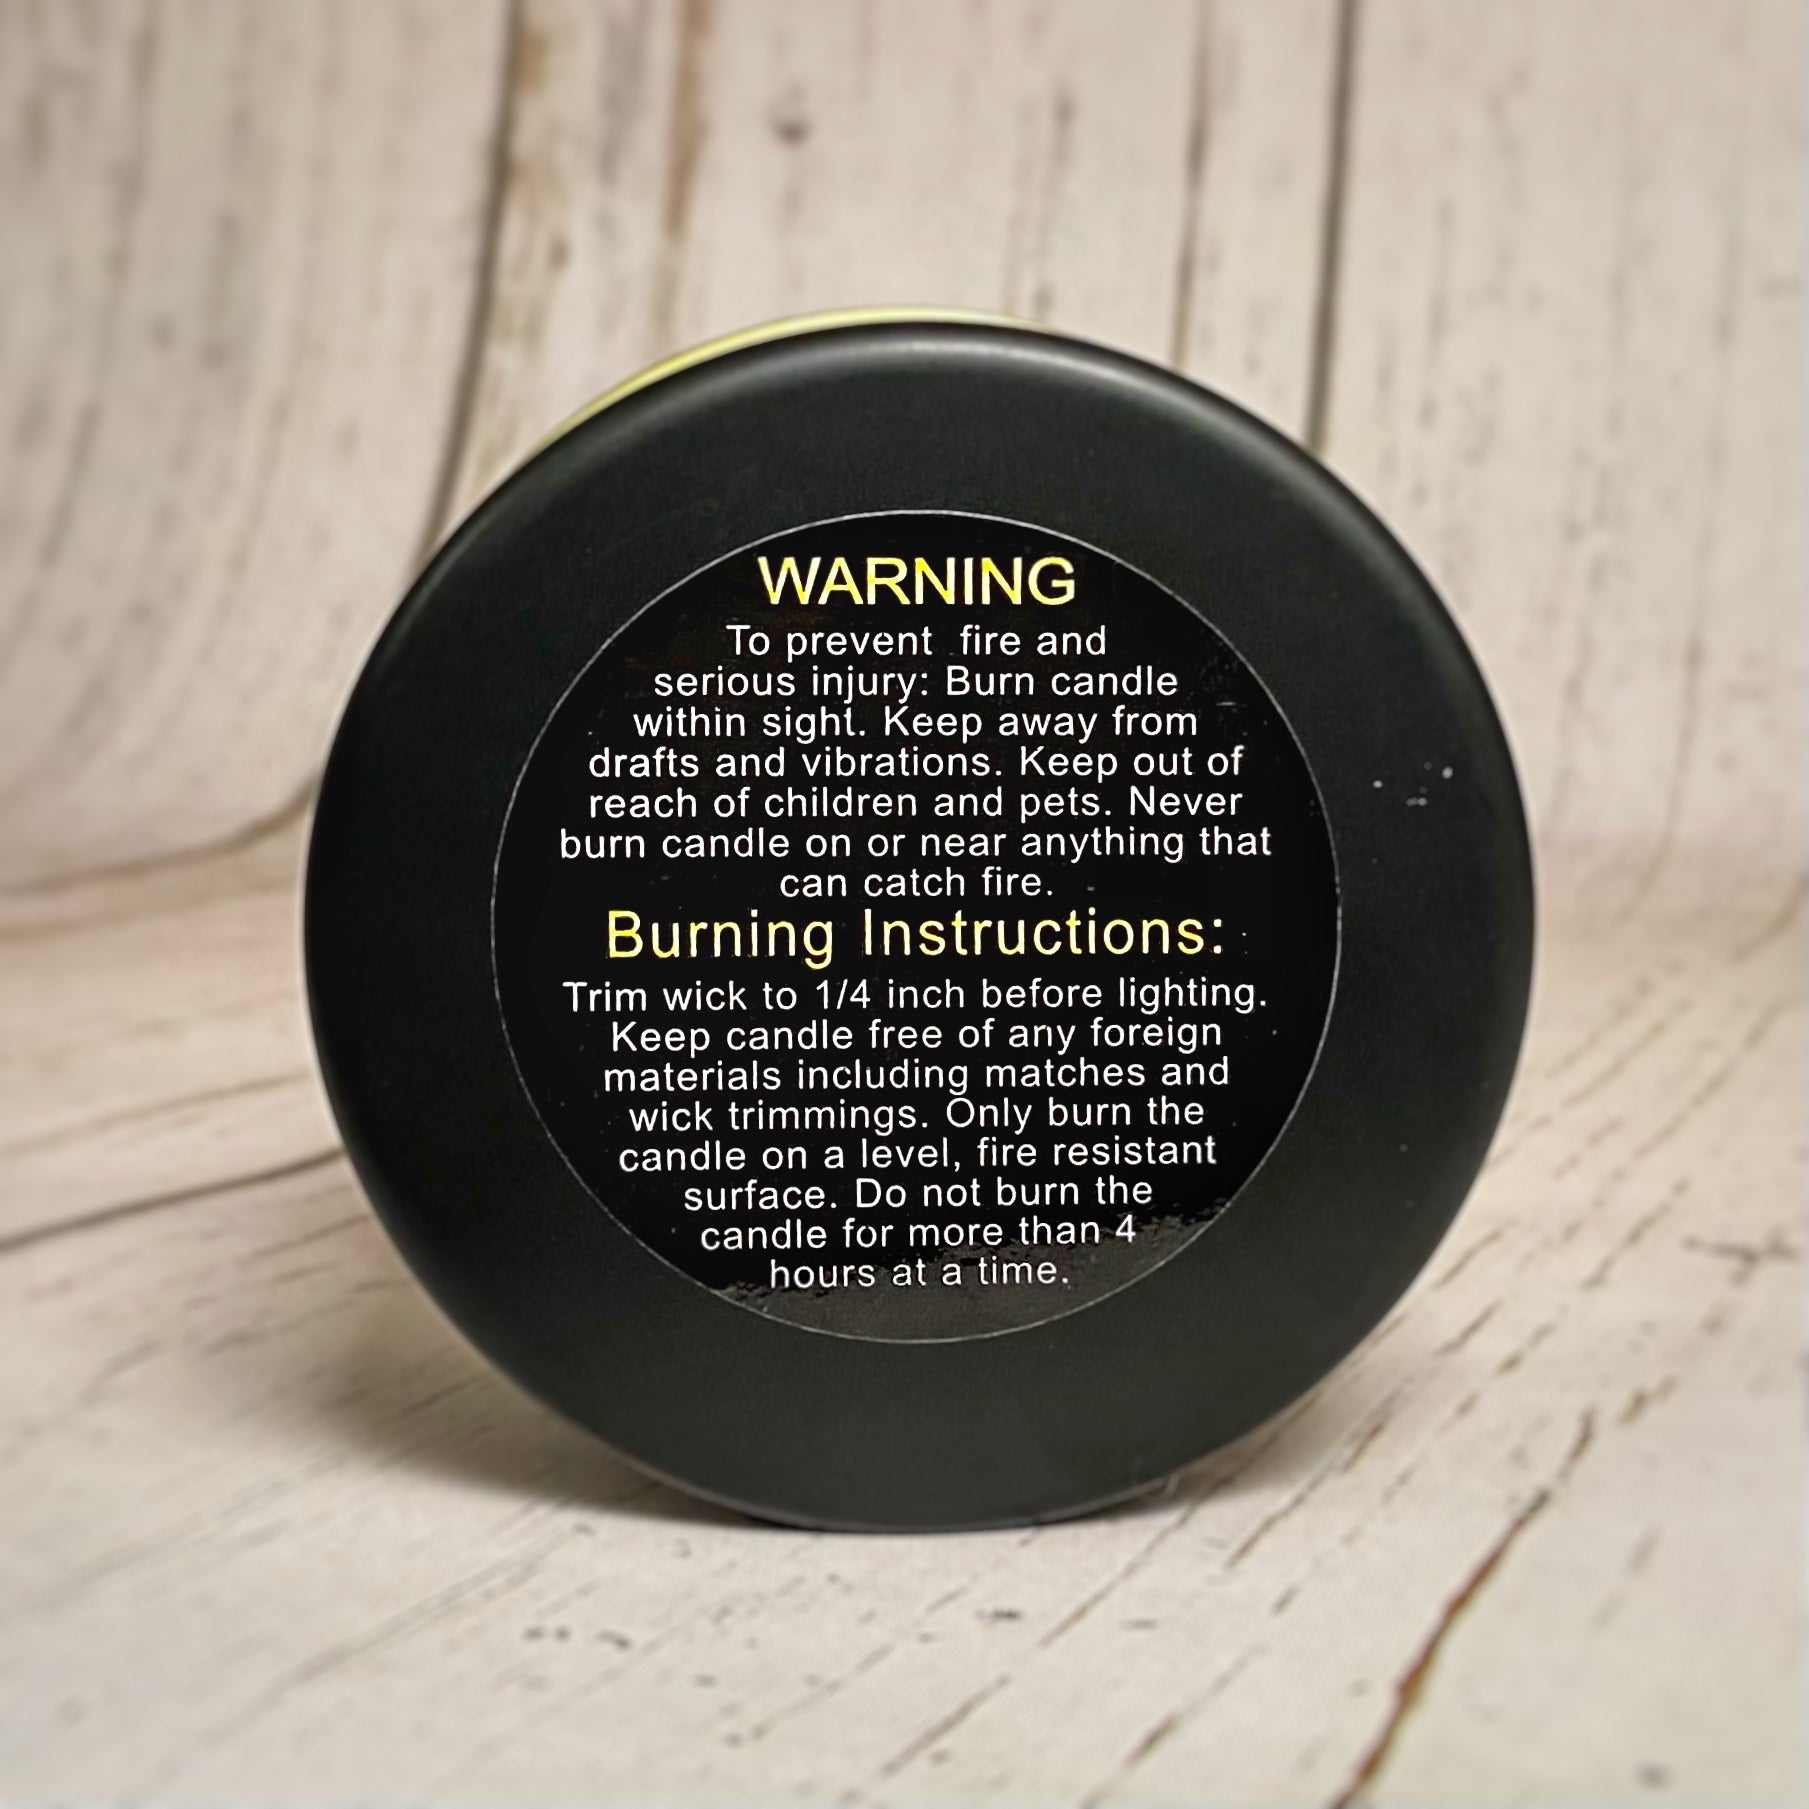 WARNING
To prevent fire and
serious injury: Burn candle
within sight. Keep away from
drafts and vibrations. Keep out of
reach of children and pets. Never
burn candle on or near anything that
can catch fire.
Burning Instructions:
Trim wick to 1/4 inch before lighting.
Keep candle free of any foreign
materials including matches and
wick trimmings. Only burn the
candle on a level, fire resistant
surface. Do not burn the
candle for more than 4
hours at a time.